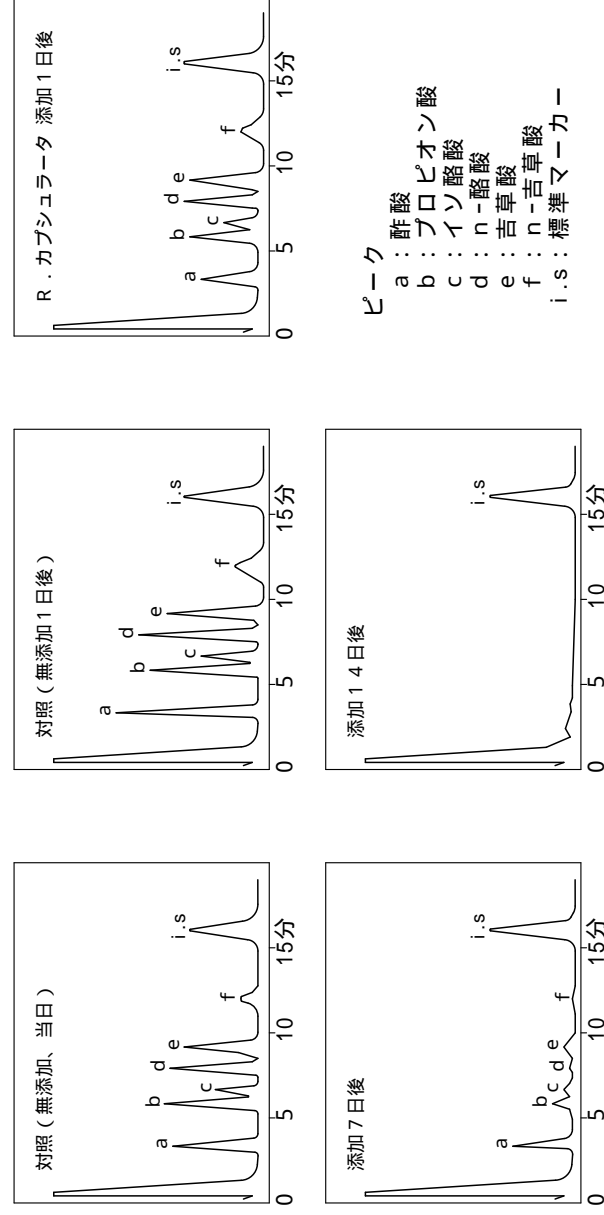 対照（無添加、当日）
a
b
c
d
e
f
i.s
0
5
10
15分
対照（無添加1日後）
a
b
c
d
e
f
i.s
0
5
10
15分
R．カプシュラータ 添加1日後
a
b
c
d
e
f
i.s
0
5
10
15分
添加7日後
a
b
c
d
e
f
i.s
0
5
10
15分
添加14日後
i.s
0
5
10
15分
ピーク
a：酢酸
b：プロピオン酸
c：イソ酪酸
d：n-酪酸
e：吉草酸
f：n-吉草酸
i.s：標準マーカー